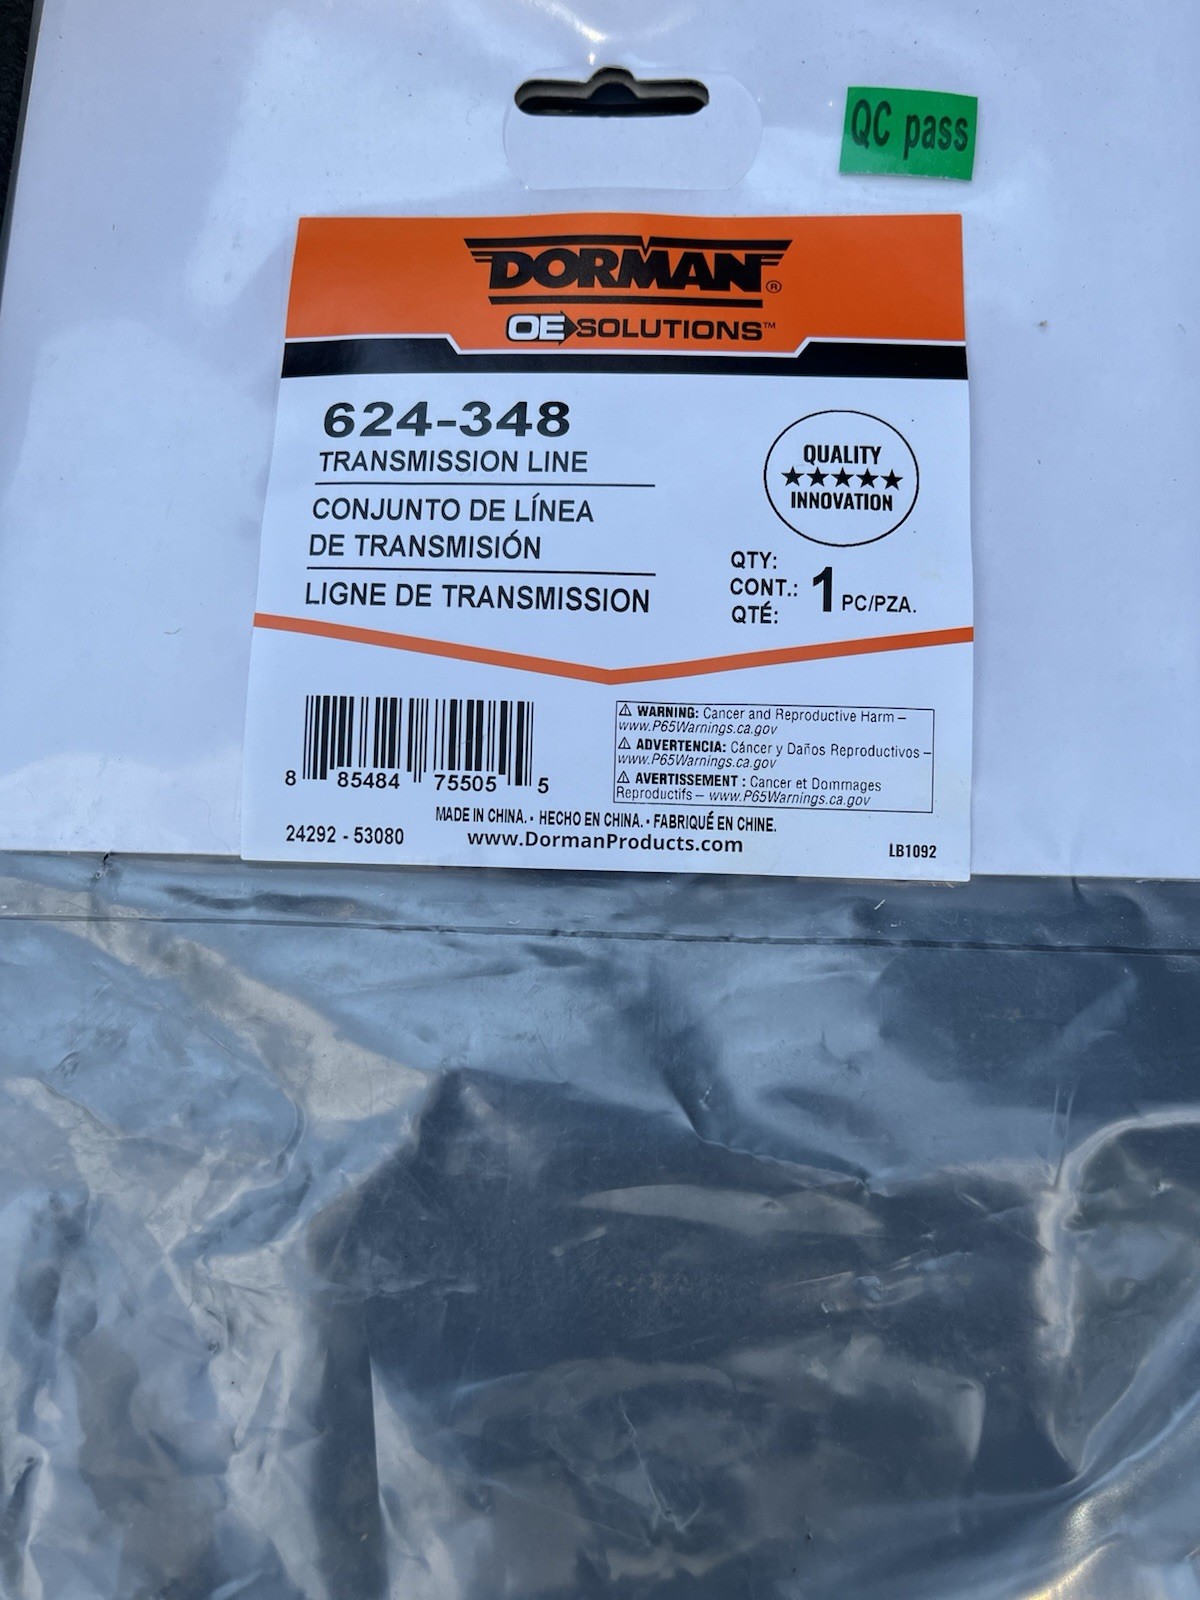 QC pass
DORMAN®
OE SOLUTIONS™
624-348
TRANSMISSION LINE
CONJUNTO DE LÍNEA
DE TRANSMISIÓN
LIGNE DE TRANSMISSION
QUALITY
★★★★★
INNOVATION
QTY:
CONT.: 1 PC/PZA.
QTÉ:
8 85484 75505 5
⚠ WARNING: Cancer and Reproductive Harm –
www.P65Warnings.ca.gov
⚠ ADVERTENCIA: Cáncer y Daños Reproductivos –
www.P65Warnings.ca.gov
⚠ AVERTISSEMENT : Cancer et Dommages
Reproductifs – www.P65Warnings.ca.gov
MADE IN CHINA. • HECHO EN CHINA. • FABRIQUÉ EN CHINE.
24292 - 53080
www.DormanProducts.com
LB1092